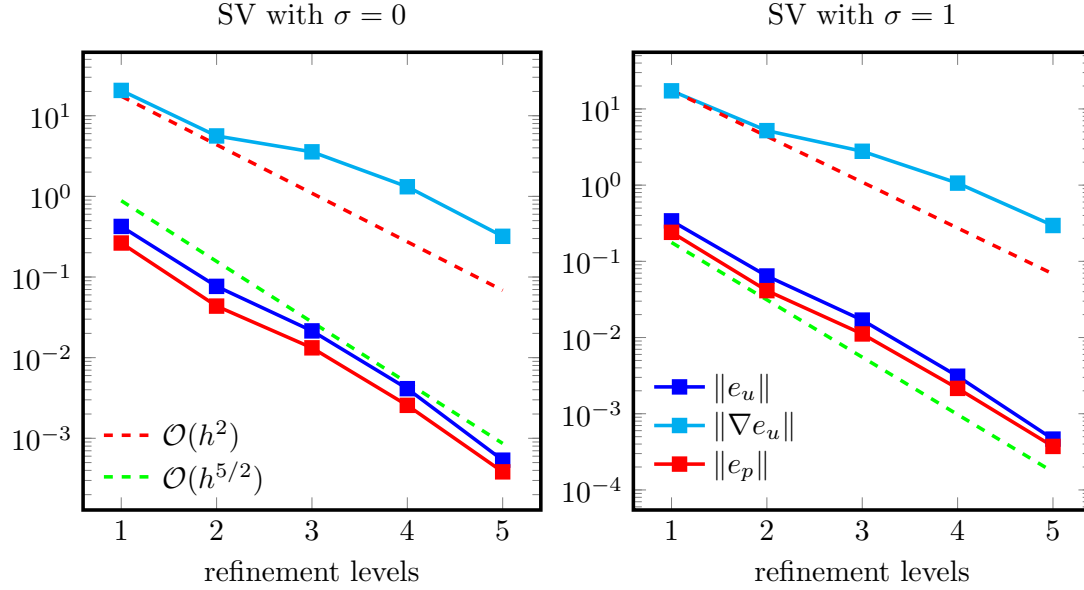 SV with σ = 0
10^1
10^0
10^{-1}
10^{-2}
10^{-3}
O(h^2)
O(h^{5/2})
1 2 3 4 5
refinement levels
SV with σ = 1
10^1
10^0
10^{-1}
10^{-2}
10^{-3}
10^{-4}
‖e_u‖
‖∇e_u‖
‖e_p‖
1 2 3 4 5
refinement levels